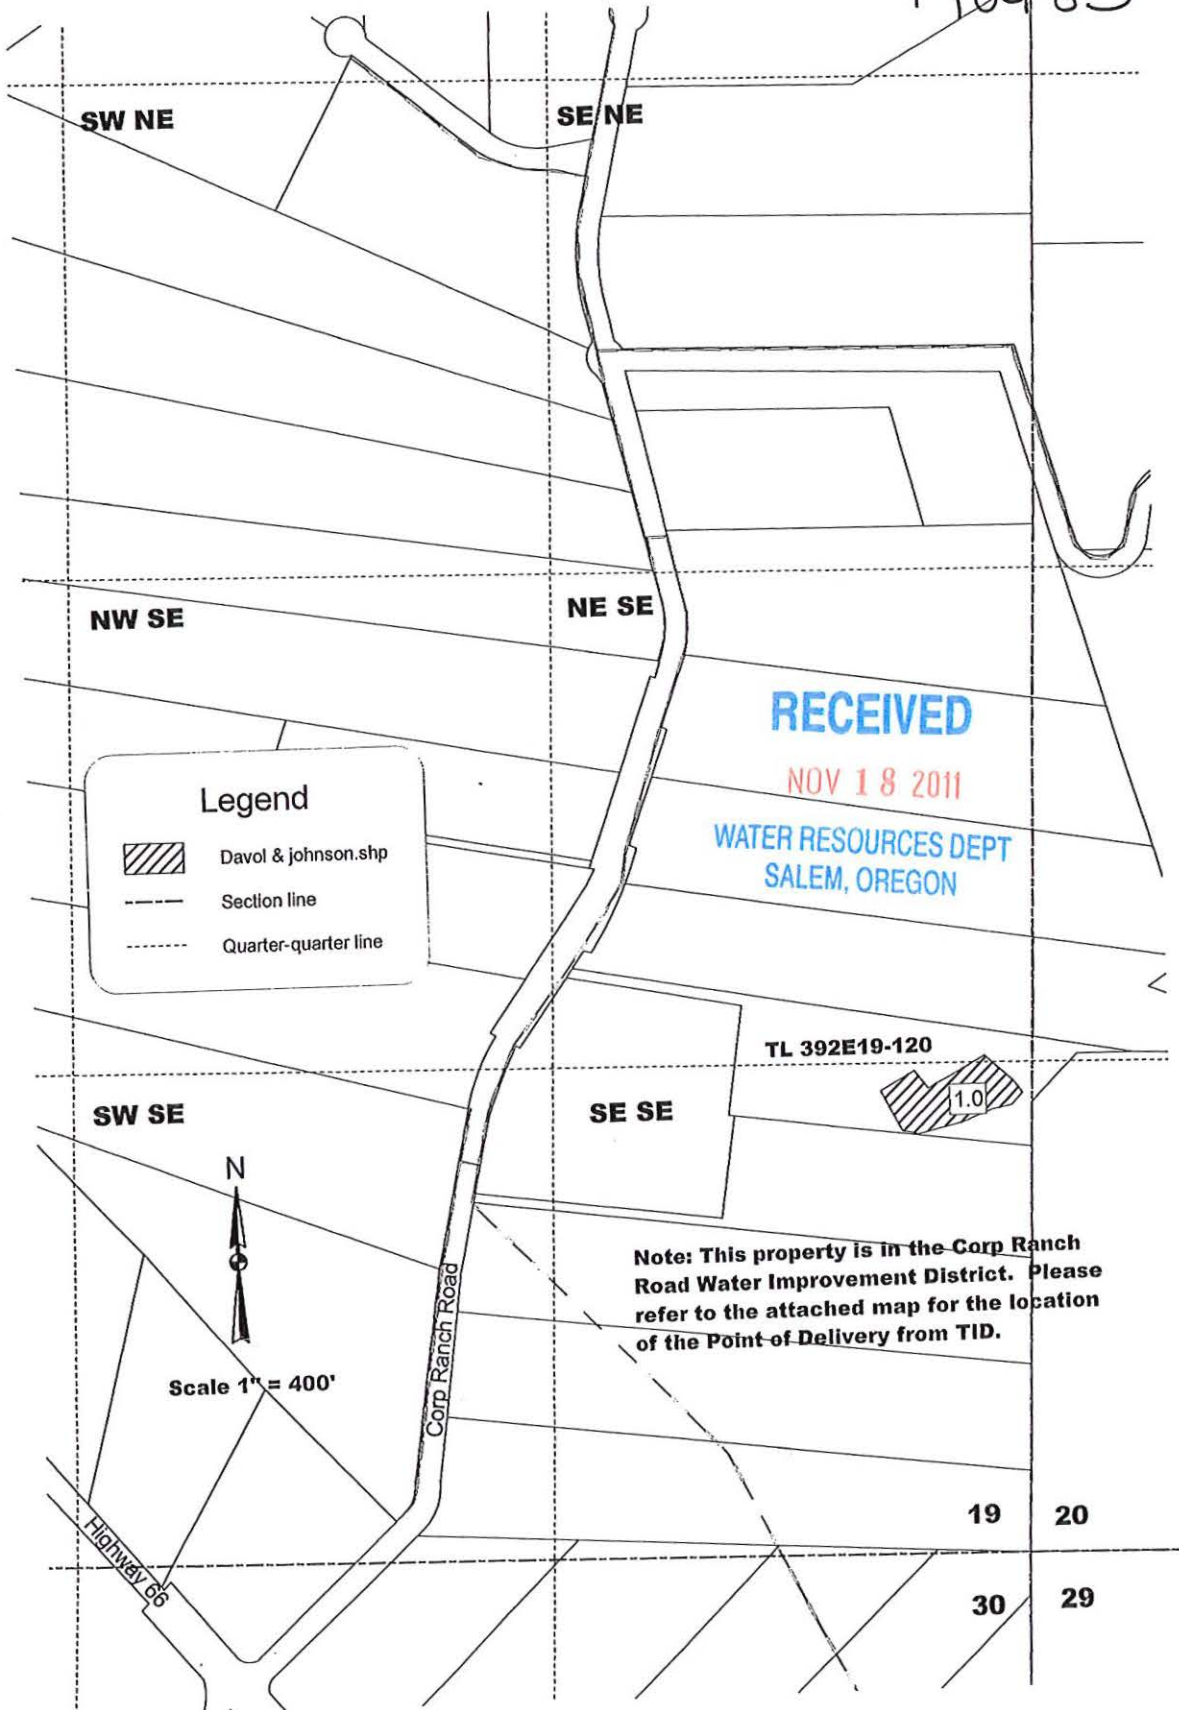 SW NE
SE NE
NW SE
NE SE
RECEIVED
NOV 18 2011
WATER RESOURCES DEPT
SALEM, OREGON
Legend
Davol & johnson.shp
Section line
Quarter-quarter line
TL 392E19-120
1.0
SW SE
SE SE
N
Scale 1" = 400'
Corp Ranch Road
Note: This property is in the Corp Ranch
Road Water Improvement District. Please
refer to the attached map for the location
of the Point of Delivery from TID.
Highway 66
19 20
30 29